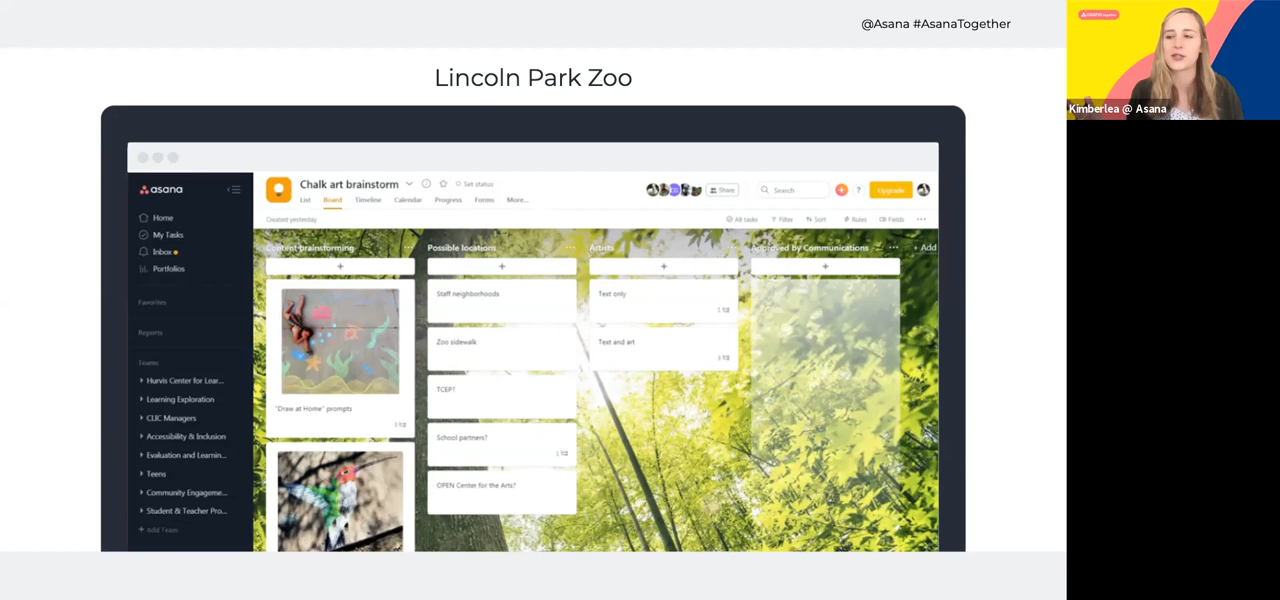 @Asana #AsanaTogether
Lincoln Park Zoo
Kimberlea @ Asana
asana
Home
My Tasks
Inbox
Portfolios
Favorites
Reports
Teams
Hurvis Center for Lear...
Learning Exploration
CLIC Managers
Accessibility & Inclusion
Evaluation and Learnin...
Teens
Community Engageme...
Student & Teacher Pro...
+ Add Team
Chalk art brainstorm
Set status
List Board Timeline Calendar Progress Forms More...
Share
Search
+
?
Upgrade
Created yesterday
All tasks Filter Sort Rules Fields
Content brainstorming
+
"Draw at Home" prompts
Possible locations
+
Staff neighborhoods
Zoo sidewalk
TCEP?
School partners?
1
OPEN Center for the Arts?
Artists
+
Text only
Text and art
Approved by Communications
+
+ Add